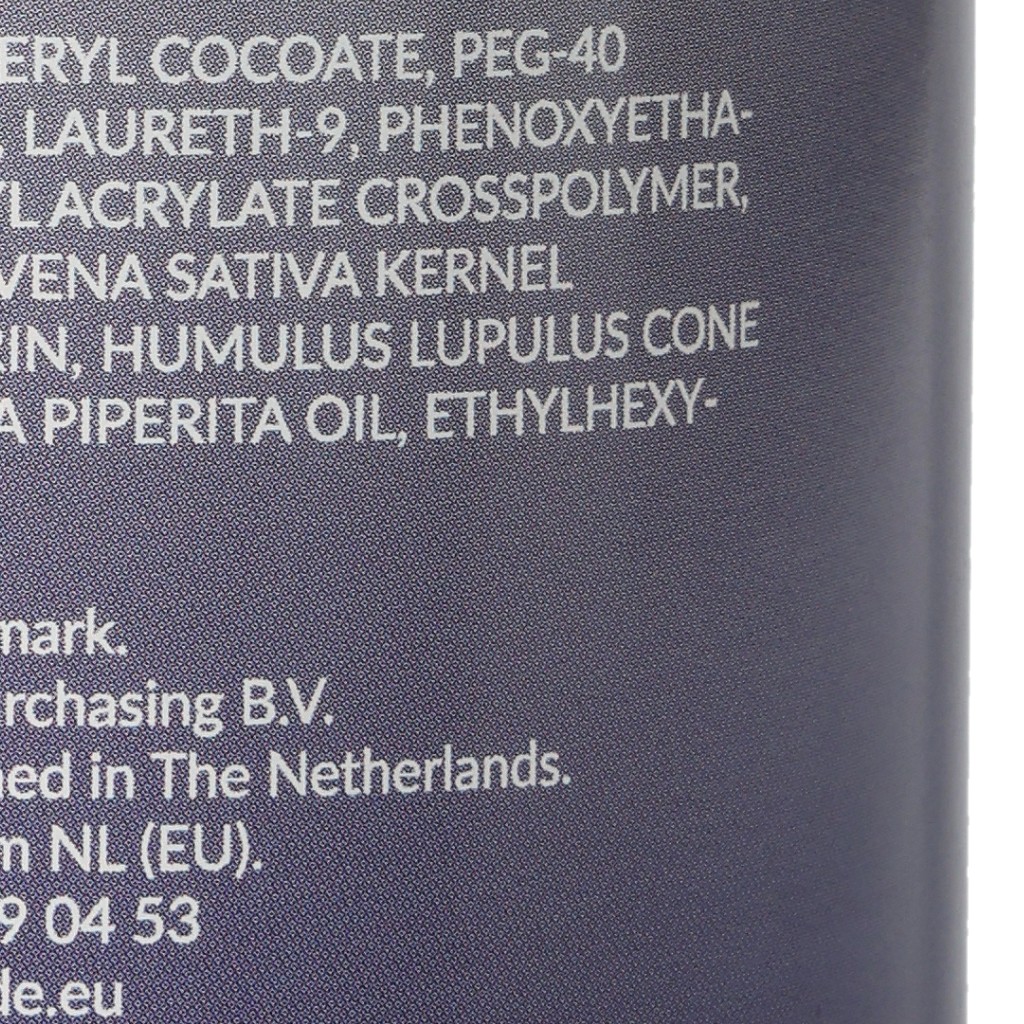 ERYL COCOATE, PEG-40
, LAURETH-9, PHENOXYETHA-
YL ACRYLATE CROSSPOLYMER,
VENA SATIVA KERNEL
RIN, HUMULUS LUPULUS CONE
A PIPERITA OIL, ETHYLHEXY-
mark.
rchasing B.V.
ned in The Netherlands.
m NL (EU).
9 04 53
de.eu